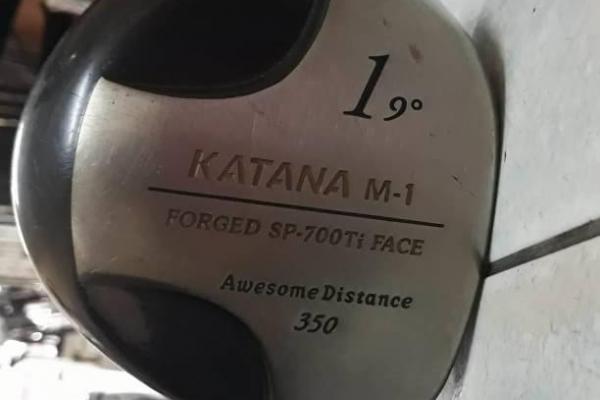 1 9°
KATANA M-1
FORGED SP-700Ti FACE
Awesome Distance
350